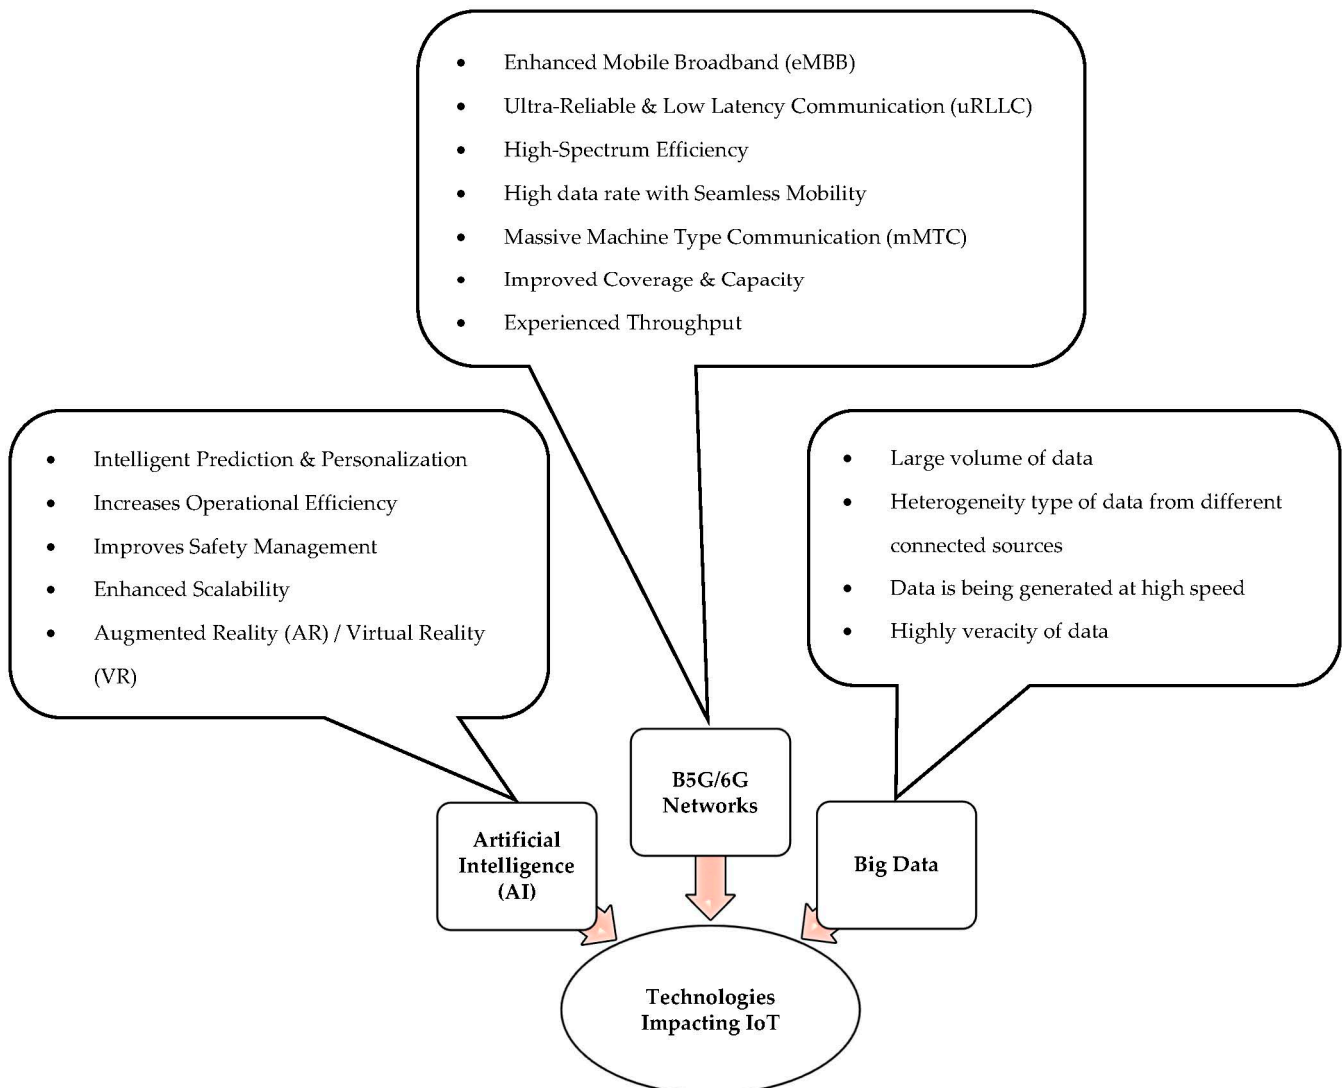 • Enhanced Mobile Broadband (eMBB)
• Ultra-Reliable & Low Latency Communication (uRLLC)
• High-Spectrum Efficiency
• High data rate with Seamless Mobility
• Massive Machine Type Communication (mMTC)
• Improved Coverage & Capacity
• Experienced Throughput
• Intelligent Prediction & Personalization
• Increases Operational Efficiency
• Improves Safety Management
• Enhanced Scalability
• Augmented Reality (AR) / Virtual Reality
(VR)
• Large volume of data
• Heterogeneity type of data from different
connected sources
• Data is being generated at high speed
• Highly veracity of data
Artificial
Intelligence
(AI)
B5G/6G
Networks
Big Data
Technologies
Impacting IoT